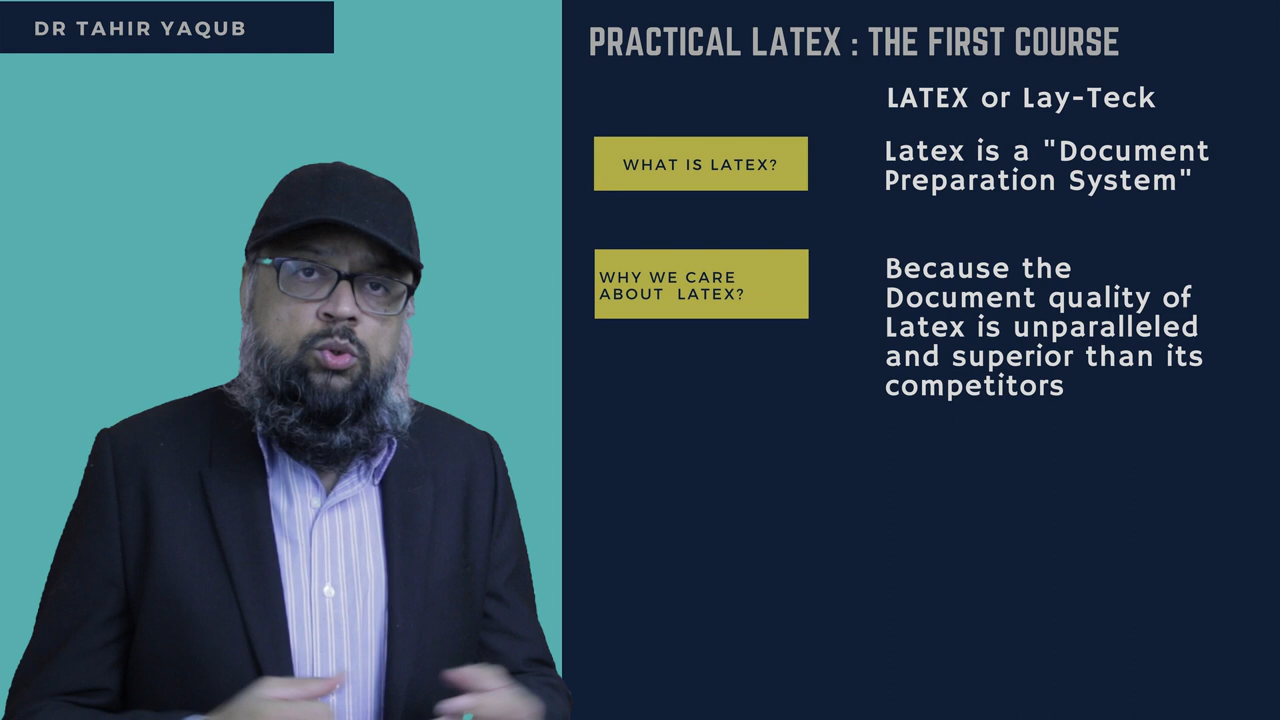 DR TAHIR YAQUB
PRACTICAL LATEX : THE FIRST COURSE
LATEX or Lay-Teck
WHAT IS LATEX?
Latex is a "Document
Preparation System"
WHY WE CARE
ABOUT LATEX?
Because the
Document quality of
Latex is unparalleled
and superior than its
competitors